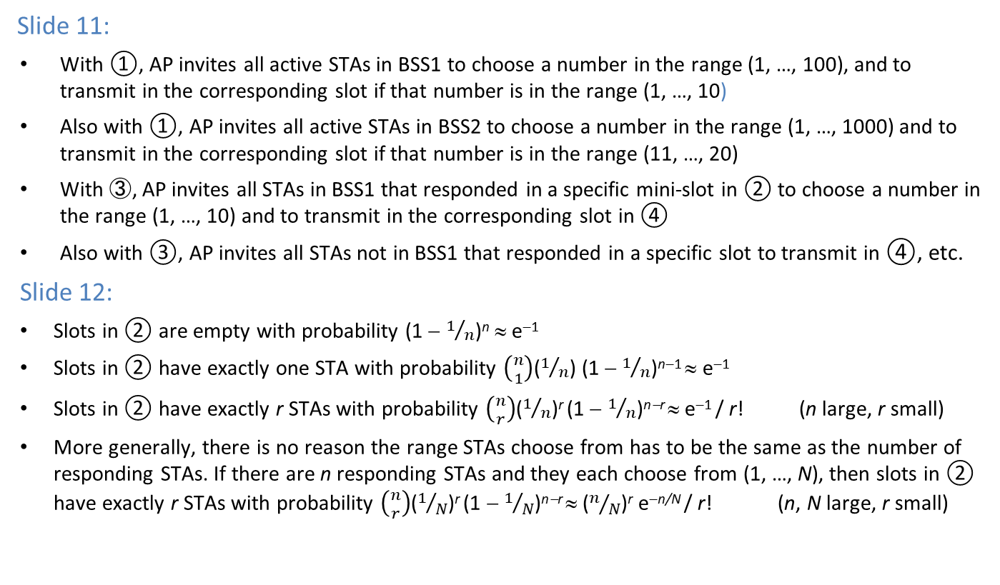 Slide 11:
• With ①, AP invites all active STAs in BSS1 to choose a number in the range (1, …, 100), and to
transmit in the corresponding slot if that number is in the range (1, …, 10)
• Also with ①, AP invites all active STAs in BSS2 to choose a number in the range (1, …, 1000) and to
transmit in the corresponding slot if that number is in the range (11, …, 20)
• With ③, AP invites all STAs in BSS1 that responded in a specific mini-slot in ② to choose a number in
the range (1, …, 10) and to transmit in the corresponding slot in ④
• Also with ③, AP invites all STAs not in BSS1 that responded in a specific slot to transmit in ④, etc.
Slide 12:
• Slots in ② are empty with probability (1 − 1/n)ⁿ ≈ e⁻¹
• Slots in ② have exactly one STA with probability (n 1)(1/n) (1 − 1/n)ⁿ⁻¹ ≈ e⁻¹
• Slots in ② have exactly r STAs with probability (n r)(1/n)ʳ (1 − 1/n)ⁿ⁻ʳ ≈ e⁻¹ / r! (n large, r small)
• More generally, there is no reason the range STAs choose from has to be the same as the number of
responding STAs. If there are n responding STAs and they each choose from (1, …, N), then slots in ②
have exactly r STAs with probability (n r)(1/N)ʳ (1 − 1/N)ⁿ⁻ʳ ≈ (n/N)ʳ e⁻ⁿ/ᴺ / r! (n, N large, r small)